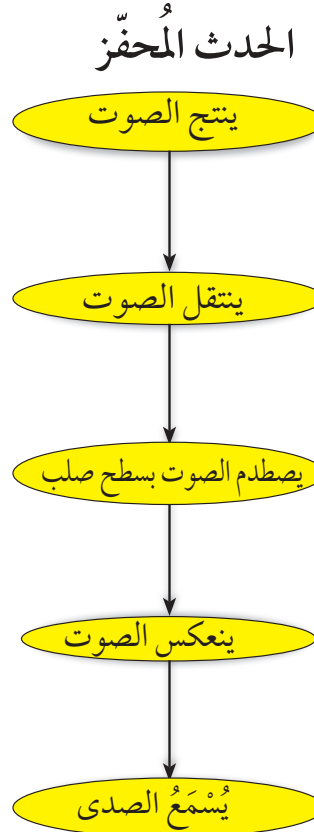 الحدث المُحفّز
ينتج الصوت
ينتقل الصوت
يصطدم الصوت بسطح صلب
ينعكس الصوت
يُسْمَعُ الصدى